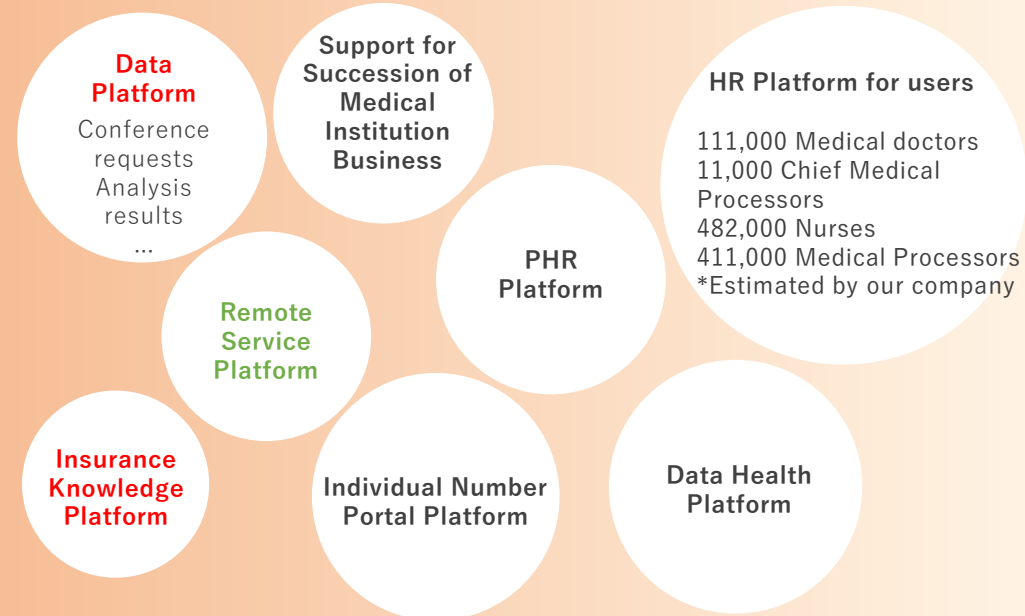 Data
Platform
Conference
requests
Analysis
results
...
Support for
Succession of
Medical
Institution
Business
HR Platform for users
111,000 Medical doctors
11,000 Chief Medical
Processors
482,000 Nurses
411,000 Medical Processors
*Estimated by our company
PHR
Platform
Remote
Service
Platform
Insurance
Knowledge
Platform
Individual Number
Portal Platform
Data Health
Platform